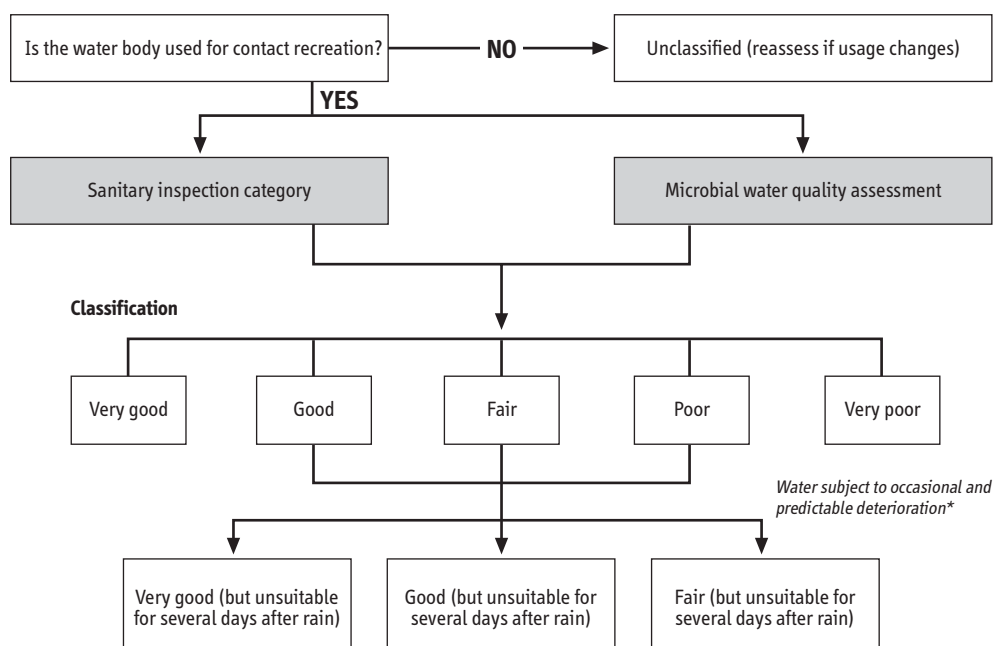 Is the water body used for contact recreation?
NO
Unclassified (reassess if usage changes)
YES
Sanitary inspection category
Microbial water quality assessment
Classification
Very good
Good
Fair
Poor
Very poor
Water subject to occasional and
predictable deterioration*
Very good (but unsuitable
for several days after rain)
Good (but unsuitable for
several days after rain)
Fair (but unsuitable for
several days after rain)